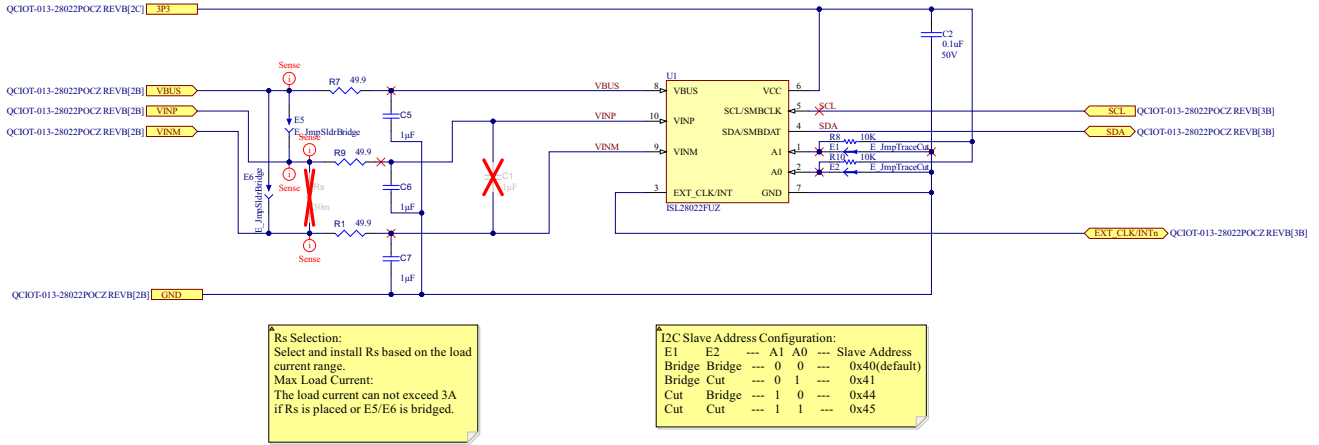 QCIOT-013-28022POCZ REVB[2C] 3P3
C2
0.1uF
50V
Sense
R7 49.9
U1
QCIOT-013-28022POCZ REVB[2B] VBUS
VBUS 8 VBUS VCC 6
QCIOT-013-28022POCZ REVB[2B] VINP
C5
SCL/SMBCLK 5 SCL
SCL QCIOT-013-28022POCZ REVB[3B]
VINP 10 VINP
E5
QCIOT-013-28022POCZ REVB[2B] VINM
E_JmpSldrBridge
1µF
SDA/SMBDAT 4 SDA
SDA QCIOT-013-28022POCZ REVB[3B]
R8 10K
Sense
R9 49.9
VINM 9 VINM
A1 1 E1 E_JmpTraceCut
R10 10K
Sense
E6
E_JmpSldrBridge
A0 2 E2 E_JmpTraceCut
Rs
50m
C6
1µF
C1
1µF
3 EXT_CLK/INT GND 7
ISL28022FUZ
R1 49.9
EXT_CLK/INTn QCIOT-013-28022POCZ REVB[3B]
Sense
C7
1µF
QCIOT-013-28022POCZ REVB[2B] GND
Rs Selection:
Select and install Rs based on the load
current range.
Max Load Current:
The load current can not exceed 3A
if Rs is placed or E5/E6 is bridged.
I2C Slave Address Configuration:
E1 E2 --- A1 A0 --- Slave Address
Bridge Bridge --- 0 0 --- 0x40(default)
Bridge Cut --- 0 1 --- 0x41
Cut Bridge --- 1 0 --- 0x44
Cut Cut --- 1 1 --- 0x45